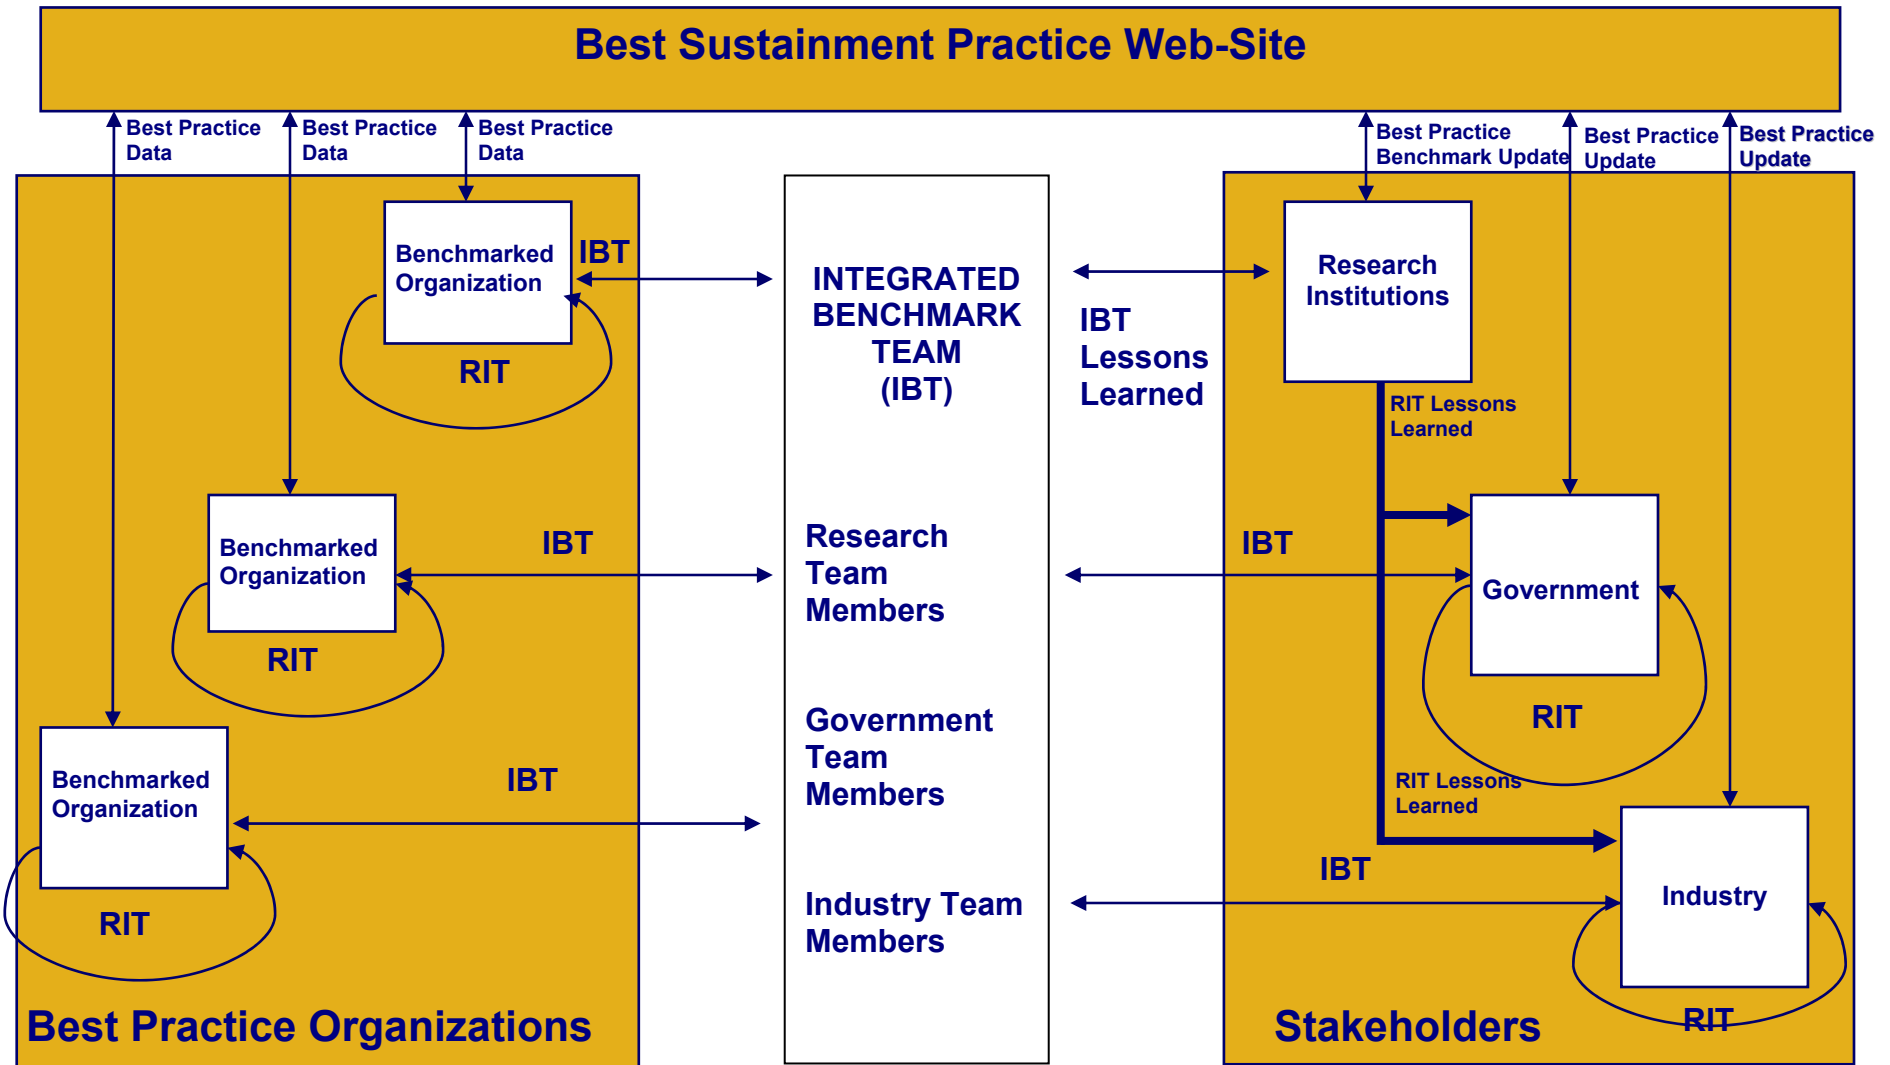 Best Sustainment Practice Web-Site
Best Practice
Data
Best Practice
Data
Best Practice
Data
Best Practice
Benchmark Update
Best Practice
Update
Best Practice
Update
Benchmarked
Organization
IBT
RIT
Benchmarked
Organization
IBT
RIT
Benchmarked
Organization
IBT
RIT
Best Practice Organizations
INTEGRATED
BENCHMARK
TEAM
(IBT)
Research
Team
Members
Government
Team
Members
Industry Team
Members
IBT
Lessons
Learned
Research
Institutions
RIT Lessons
Learned
IBT
Government
RIT
RIT Lessons
Learned
IBT
Industry
RIT
Stakeholders